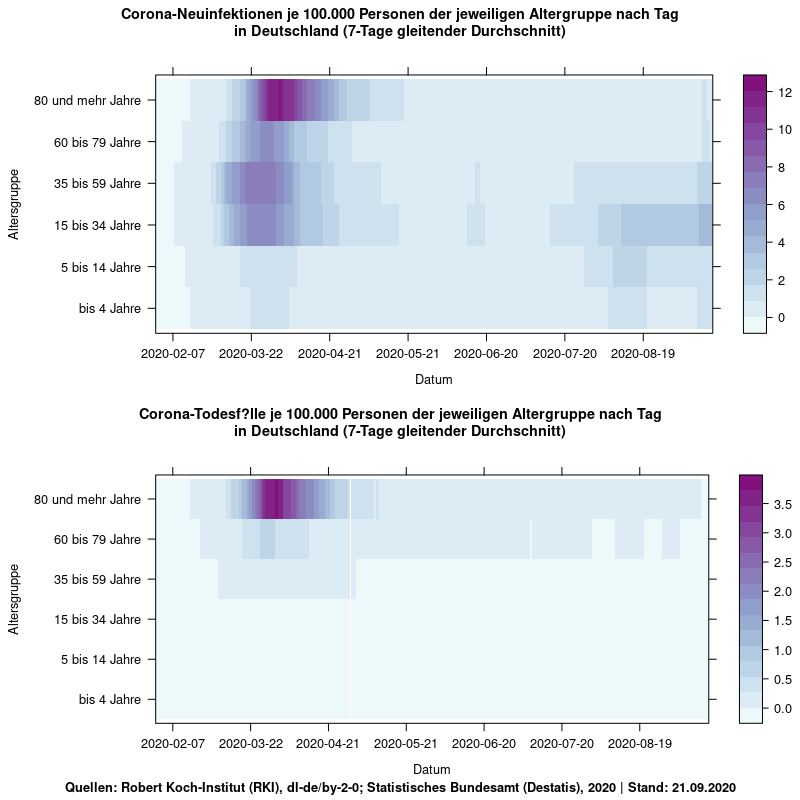 Corona-Neuinfektionen je 100.000 Personen der jeweiligen Altergruppe nach Tag
in Deutschland (7-Tage gleitender Durchschnitt)
80 und mehr Jahre
60 bis 79 Jahre
35 bis 59 Jahre
15 bis 34 Jahre
5 bis 14 Jahre
bis 4 Jahre
Altersgruppe
2020-02-07 2020-03-22 2020-04-21 2020-05-21 2020-06-20 2020-07-20 2020-08-19
Datum
12
10
8
6
4
2
0
Corona-Todesf?lle je 100.000 Personen der jeweiligen Altergruppe nach Tag
in Deutschland (7-Tage gleitender Durchschnitt)
80 und mehr Jahre
60 bis 79 Jahre
35 bis 59 Jahre
15 bis 34 Jahre
5 bis 14 Jahre
bis 4 Jahre
Altersgruppe
2020-02-07 2020-03-22 2020-04-21 2020-05-21 2020-06-20 2020-07-20 2020-08-19
Datum
3.5
3.0
2.5
2.0
1.5
1.0
0.5
0.0
Quellen: Robert Koch-Institut (RKI), dl-de/by-2-0; Statistisches Bundesamt (Destatis), 2020 | Stand: 21.09.2020